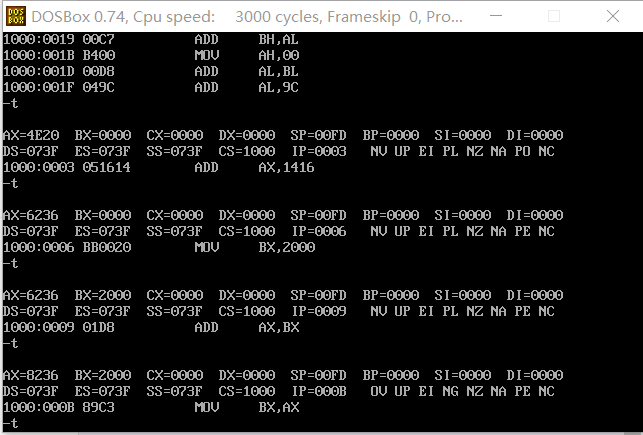 DOSBox 0.74, Cpu speed: 3000 cycles, Frameskip 0, Pro...
1000:0019 00C7 ADD BH,AL
1000:001B B400 MOV AH,00
1000:001D 00D8 ADD AL,BL
1000:001F 049C ADD AL,9C
-t
AX=4E20 BX=0000 CX=0000 DX=0000 SP=00FD BP=0000 SI=0000 DI=0000
DS=073F ES=073F SS=073F CS=1000 IP=0003 NV UP EI PL NZ NA PO NC
1000:0003 051614 ADD AX,1416
-t
AX=6236 BX=0000 CX=0000 DX=0000 SP=00FD BP=0000 SI=0000 DI=0000
DS=073F ES=073F SS=073F CS=1000 IP=0006 NV UP EI PL NZ NA PE NC
1000:0006 BB0020 MOV BX,2000
-t
AX=6236 BX=2000 CX=0000 DX=0000 SP=00FD BP=0000 SI=0000 DI=0000
DS=073F ES=073F SS=073F CS=1000 IP=0009 NV UP EI PL NZ NA PE NC
1000:0009 01D8 ADD AX,BX
-t
AX=8236 BX=2000 CX=0000 DX=0000 SP=00FD BP=0000 SI=0000 DI=0000
DS=073F ES=073F SS=073F CS=1000 IP=000B OV UP EI NG NZ NA PE NC
1000:000B 89C3 MOV BX,AX
-t